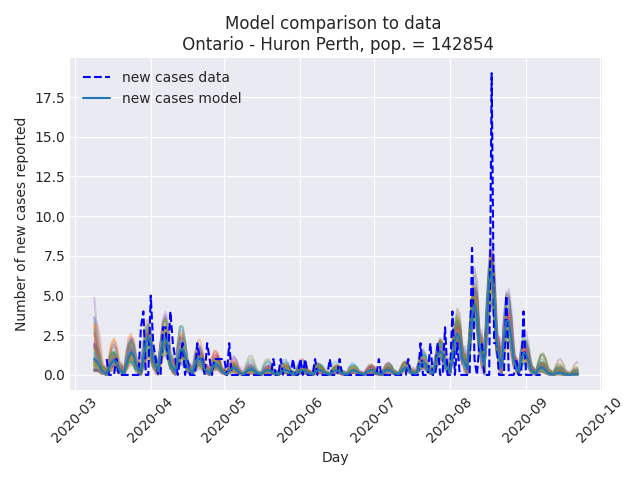 Model comparison to data
Ontario - Huron Perth, pop. = 142854
new cases data
new cases model
Number of new cases reported
17.5
15.0
12.5
10.0
7.5
5.0
2.5
0.0
2020-03
2020-04
2020-05
2020-06
2020-07
2020-08
2020-09
2020-10
Day